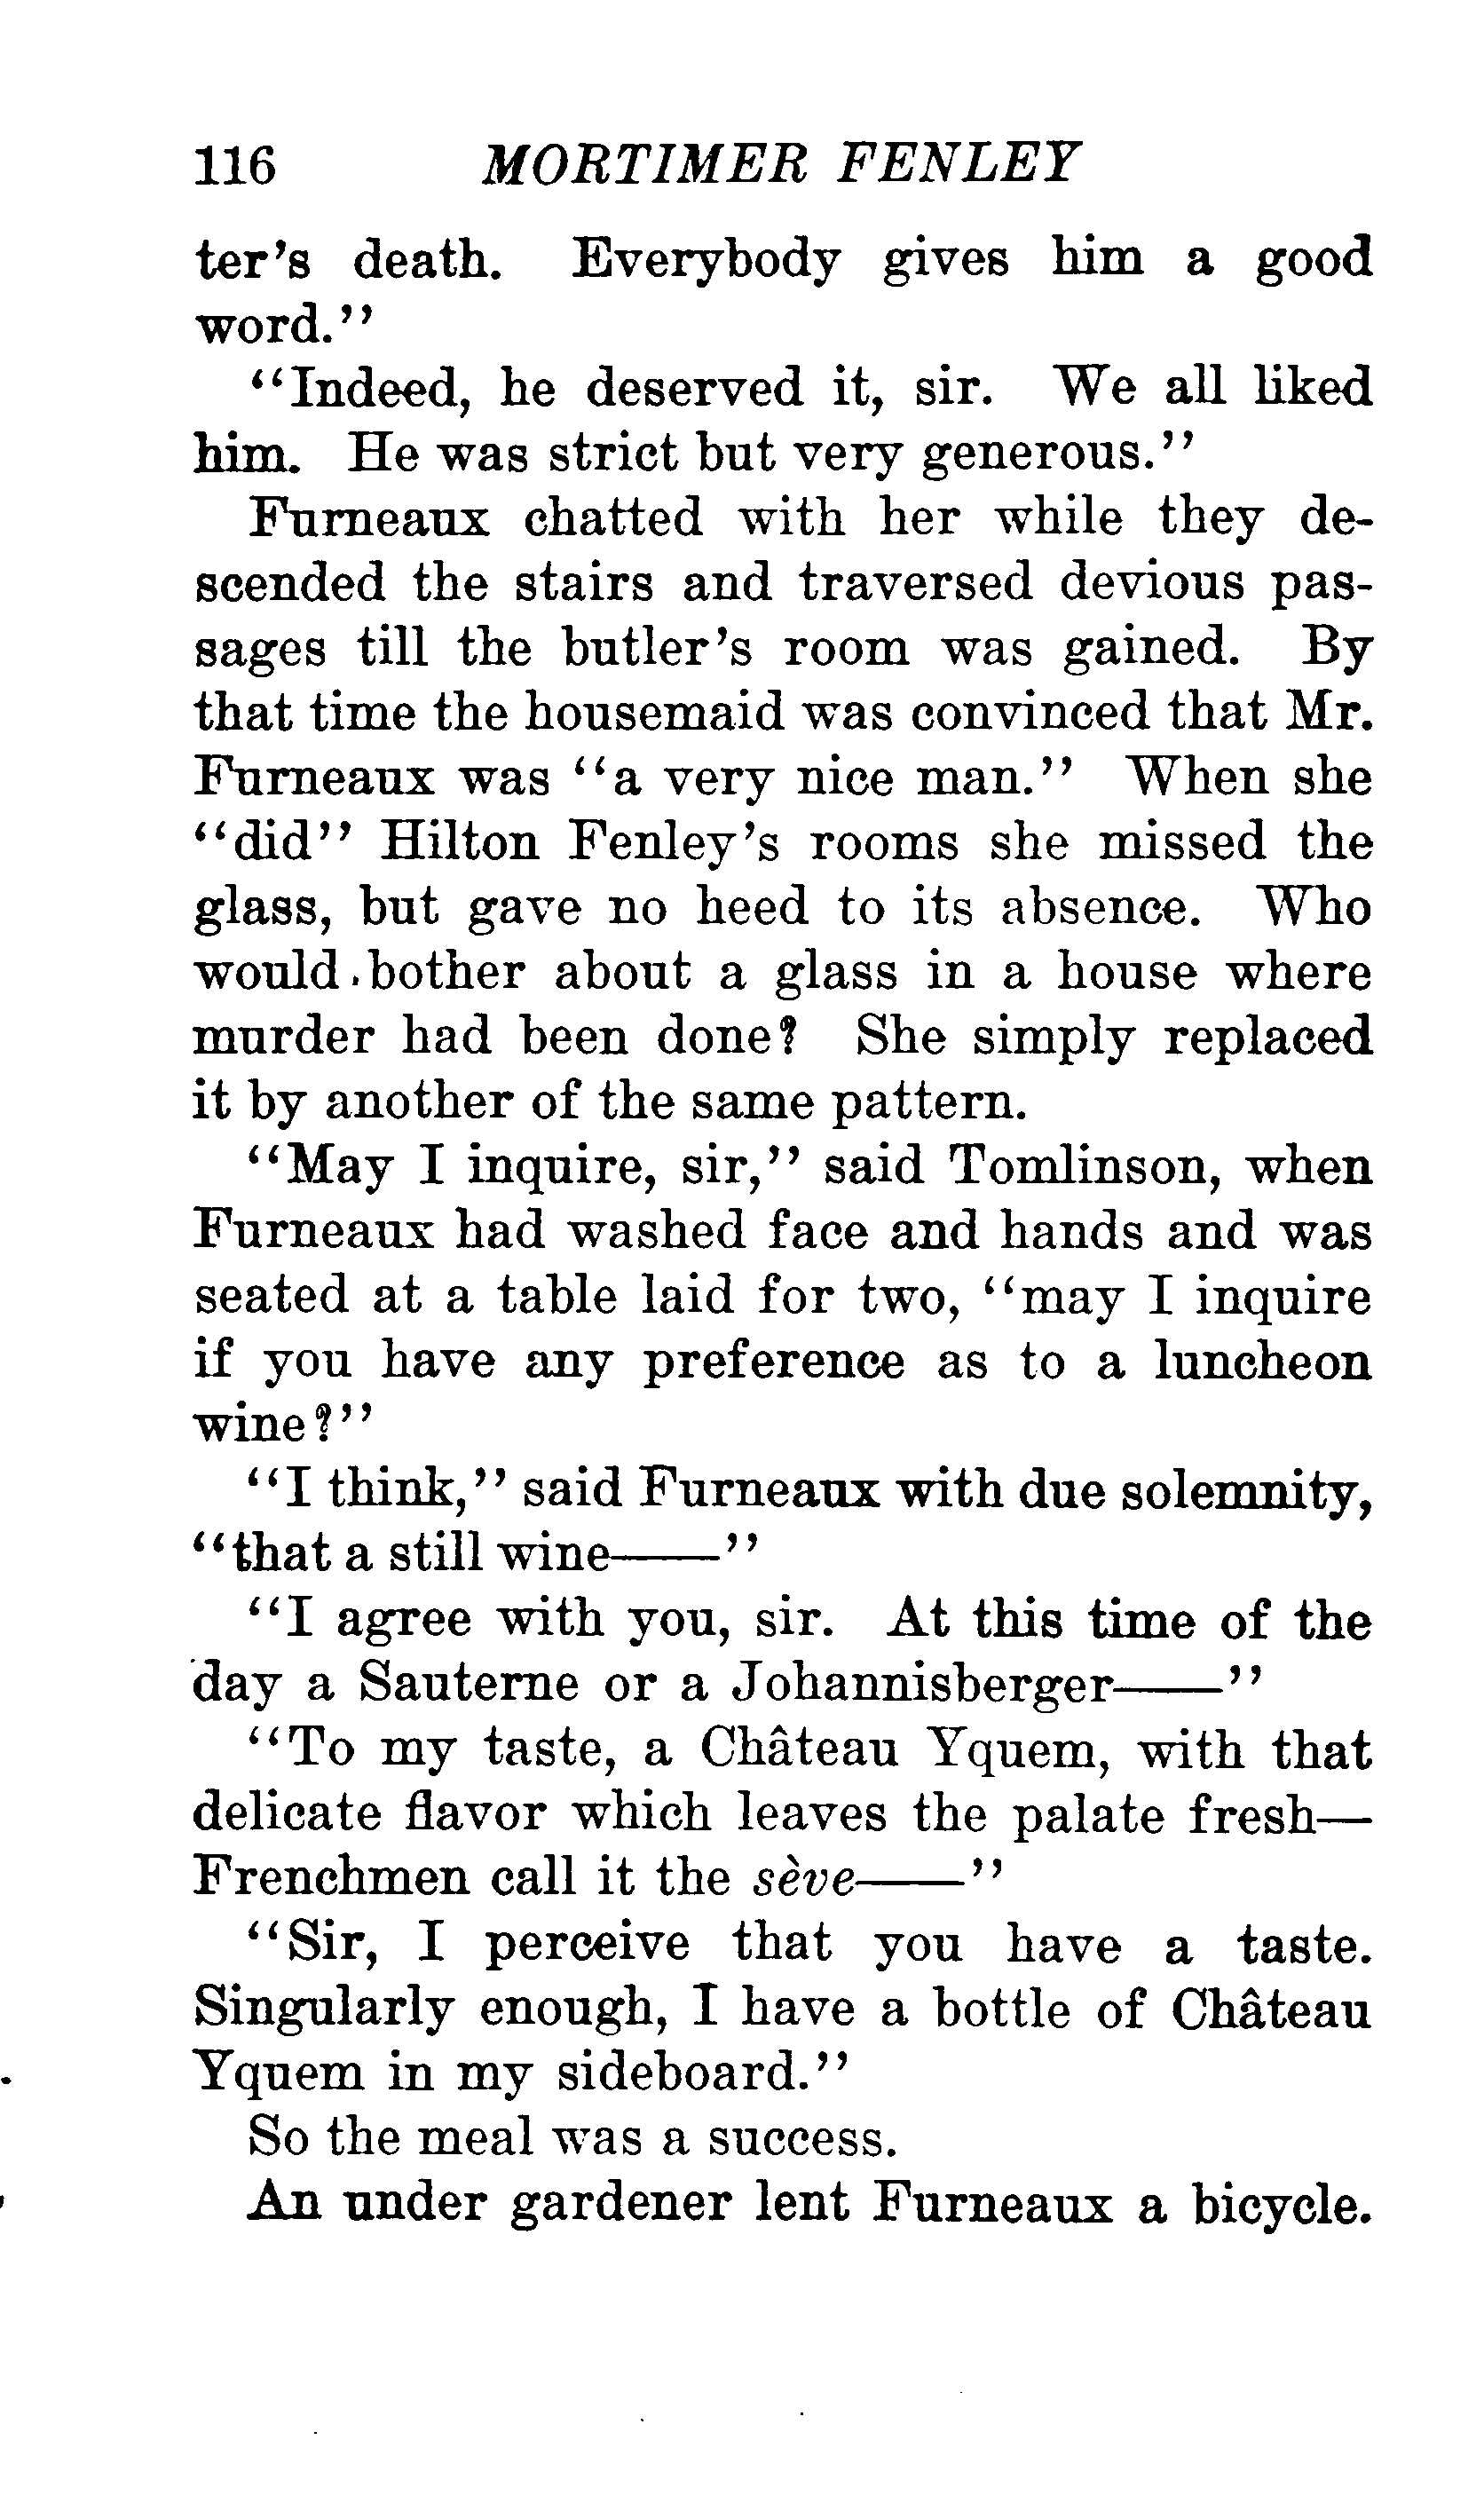 116 MORTIMER FENLEY
ter's death. Everybody gives him a good
word."
"Indeed, he deserved it, sir. We all liked
him. He was strict but very generous."
Furneaux chatted with her while they de-
scended the stairs and traversed devious pas-
sages till the butler's room was gained. By
that time the housemaid was convinced that Mr.
Furneaux was "a very nice man." When she
"did" Hilton Fenley's rooms she missed the
glass, but gave no heed to its absence. Who
would bother about a glass in a house where
murder had been done? She simply replaced
it by another of the same pattern.
"May I inquire, sir," said Tomlinson, when
Furneaux had washed face and hands and was
seated at a table laid for two, "may I inquire
if you have any preference as to a luncheon
wine?"
"I think," said Furneaux with due solemnity,
"that a still wine——"
"I agree with you, sir. At this time of the
day a Sauterne or a Johannisberger——"
"To my taste, a Château Yquem, with that
delicate flavor which leaves the palate fresh—
Frenchmen call it the sève——"
"Sir, I perceive that you have a taste.
Singularly enough, I have a bottle of Château
Yquem in my sideboard."
So the meal was a success.
An under gardener lent Furneaux a bicycle.